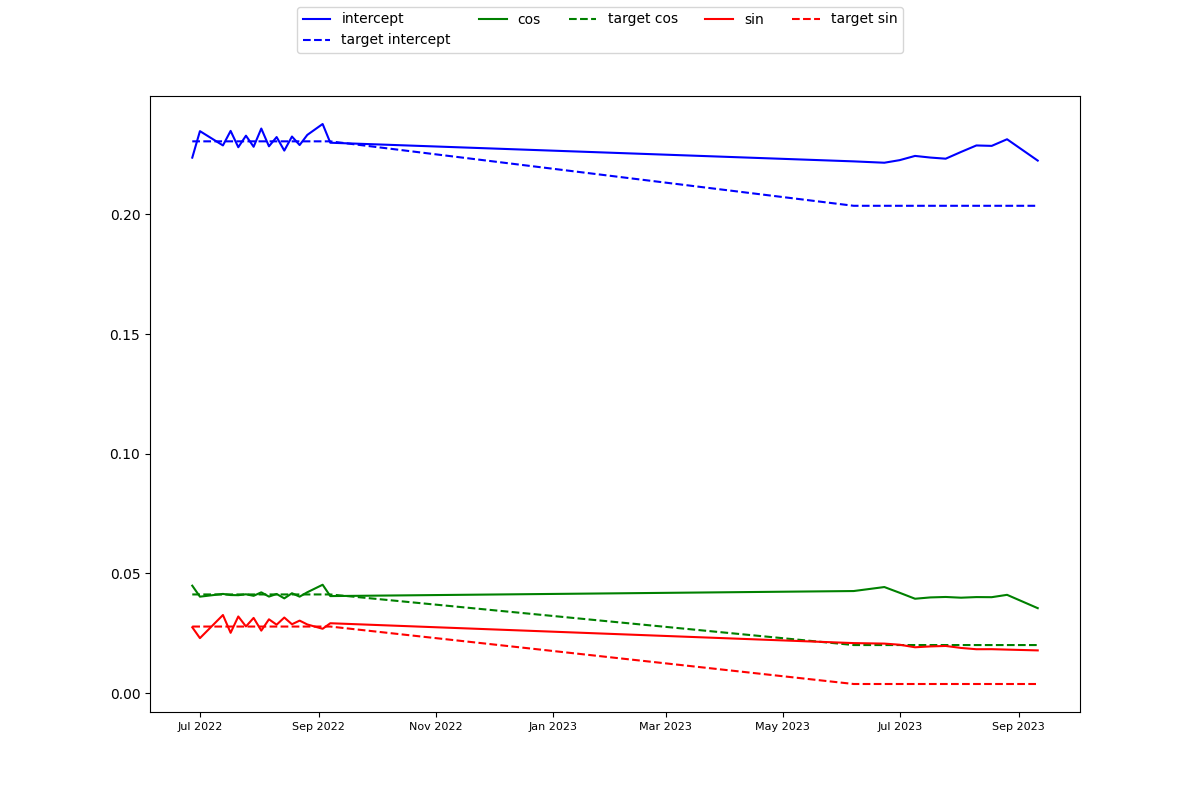 intercept cos target cos sin target sin
target intercept
0.20
0.15
0.10
0.05
0.00
Jul 2022 Sep 2022 Nov 2022 Jan 2023 Mar 2023 May 2023 Jul 2023 Sep 2023